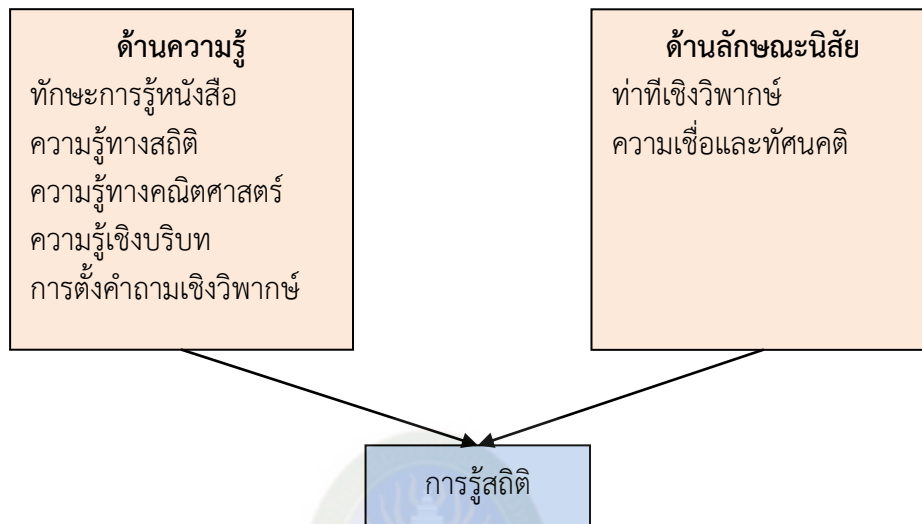 ด้านความรู้
ทักษะการรู้หนังสือ
ความรู้ทางสถิติ
ความรู้ทางคณิตศาสตร์
ความรู้เชิงบริบท
การตั้งคำถามเชิงวิพากษ์
ด้านลักษณะนิสัย
ท่าทีเชิงวิพากษ์
ความเชื่อและทัศนคติ
การรู้สถิติ